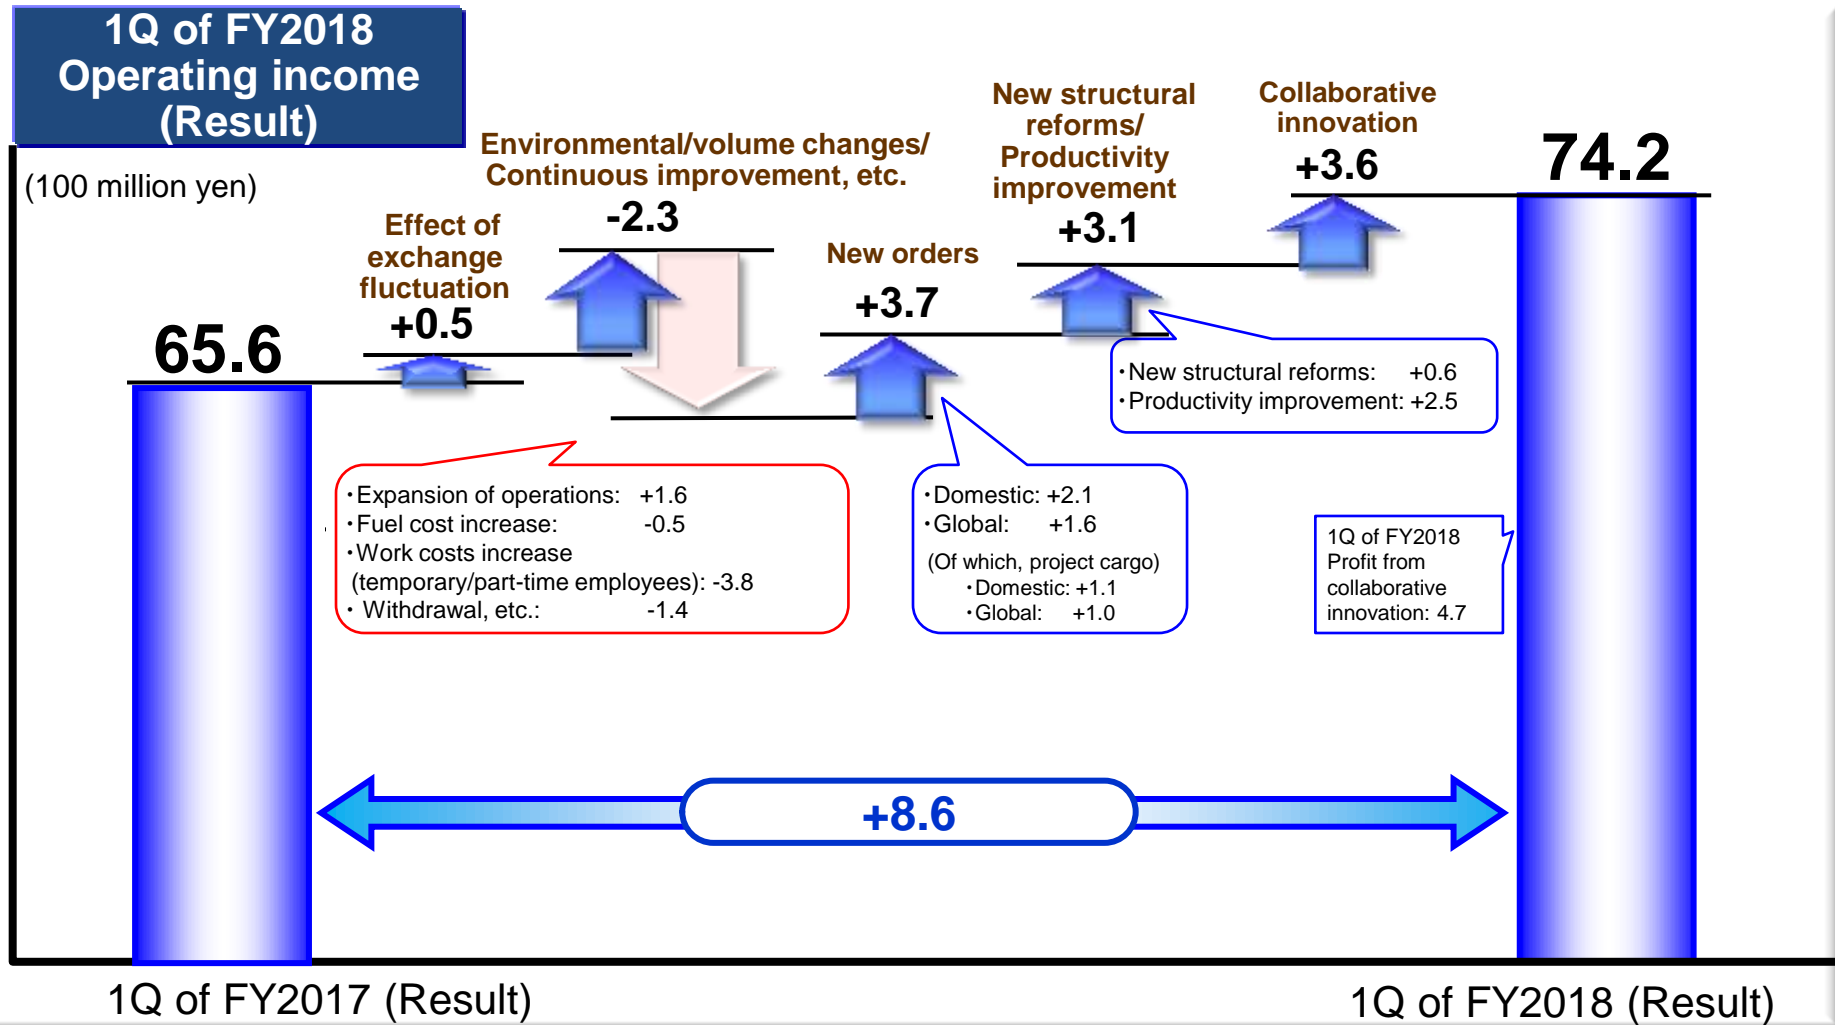 1Q of FY2018
Operating income
(Result)
(100 million yen)
65.6
Effect of
exchange
fluctuation
+0.5
Environmental/volume changes/
Continuous improvement, etc.
-2.3
New orders
+3.7
New structural
reforms/
Productivity
improvement
+3.1
Collaborative
innovation
+3.6
74.2
・New structural reforms: +0.6
・Productivity improvement: +2.5
・Expansion of operations: +1.6
・Fuel cost increase: -0.5
・Work costs increase
(temporary/part-time employees): -3.8
・Withdrawal, etc.: -1.4
・Domestic: +2.1
・Global: +1.6
(Of which, project cargo)
・Domestic: +1.1
・Global: +1.0
1Q of FY2018
Profit from
collaborative
innovation: 4.7
+8.6
1Q of FY2017 (Result)
1Q of FY2018 (Result)